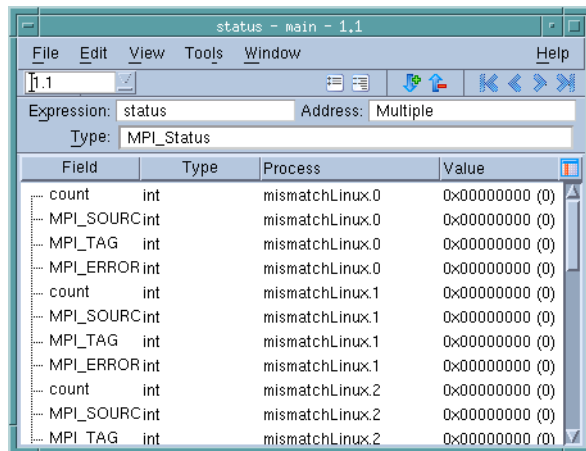 status - main - 1.1
File Edit View Tools Window Help
1.1
Expression: status Address: Multiple
Type: MPI_Status
Field Type Process Value
count int mismatchLinux.0 0x00000000 (0)
MPI_SOURC int mismatchLinux.0 0x00000000 (0)
MPI_TAG int mismatchLinux.0 0x00000000 (0)
MPI_ERROR int mismatchLinux.0 0x00000000 (0)
count int mismatchLinux.1 0x00000000 (0)
MPI_SOURC int mismatchLinux.1 0x00000000 (0)
MPI_TAG int mismatchLinux.1 0x00000000 (0)
MPI_ERROR int mismatchLinux.1 0x00000000 (0)
count int mismatchLinux.2 0x00000000 (0)
MPI_SOURC int mismatchLinux.2 0x00000000 (0)
MPI_TAG int mismatchLinux.2 0x00000000 (0)